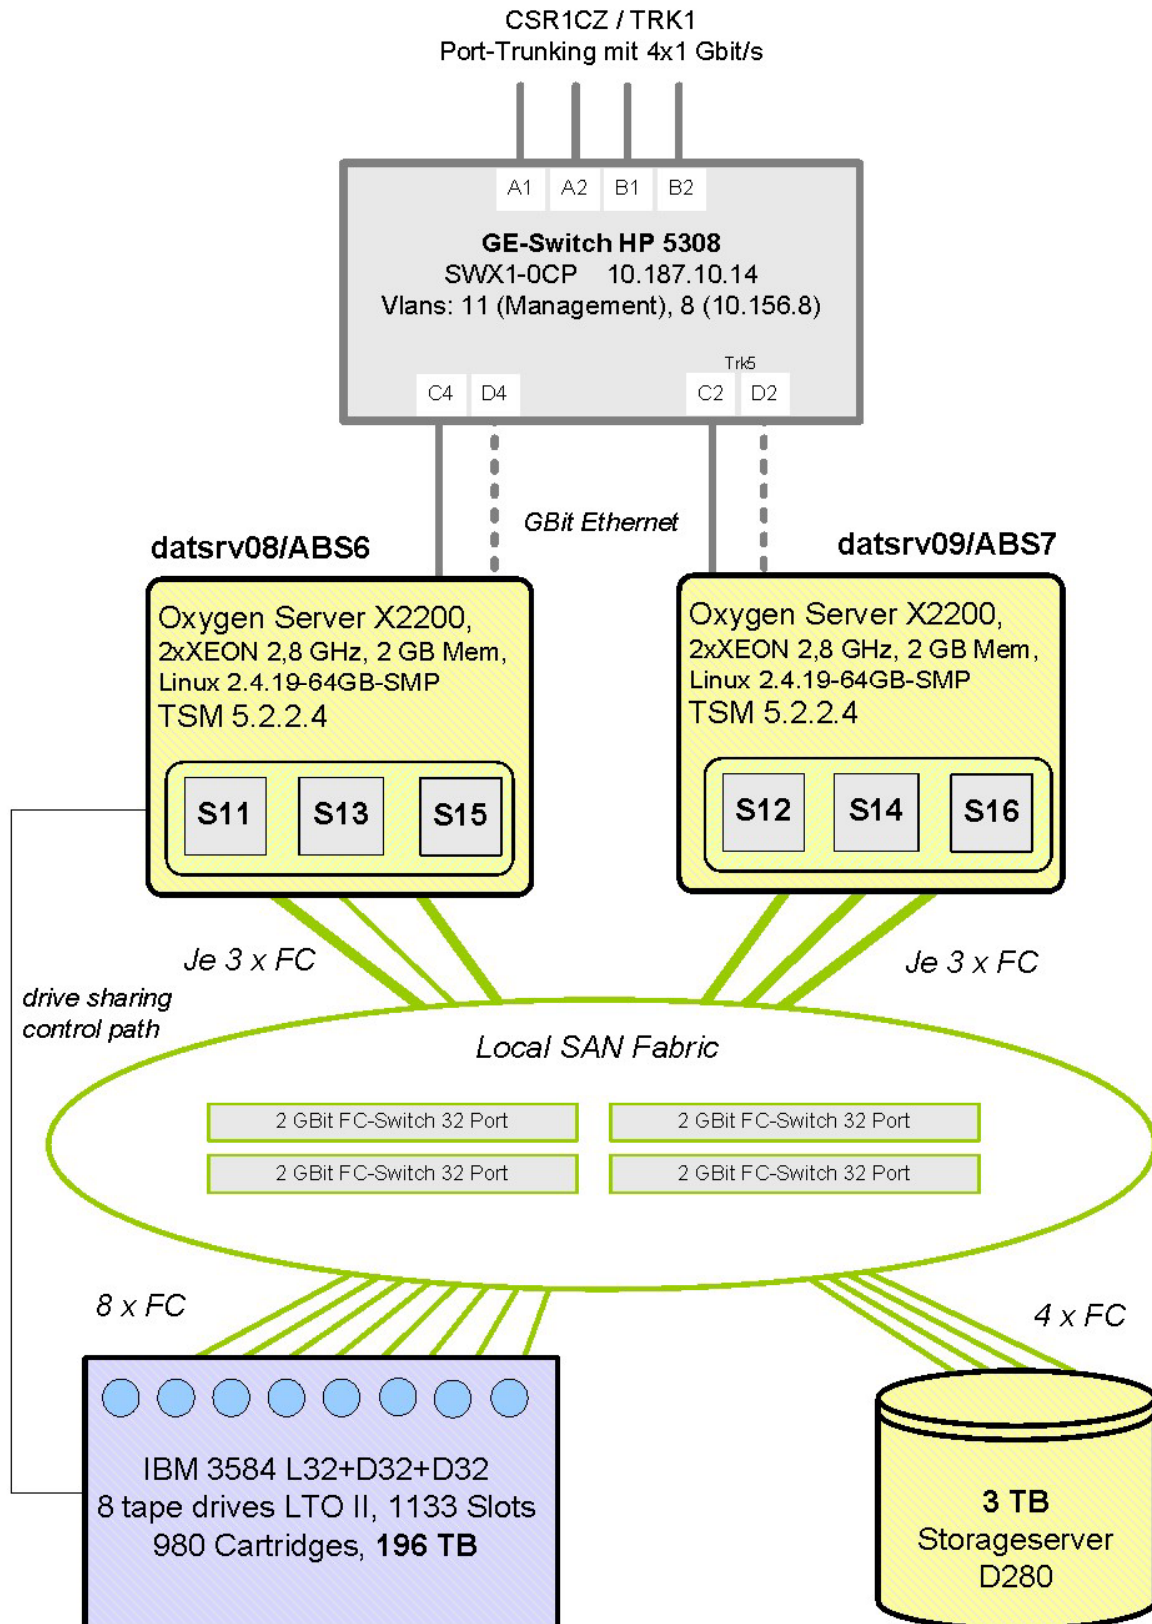 CSR1CZ / TRK1
Port-Trunking mit 4x1 Gbit/s
A1 A2 B1 B2
GE-Switch HP 5308
SWX1-0CP 10.187.10.14
Vlans: 11 (Management), 8 (10.156.8)
Trk5
C4 D4 C2 D2
GBit Ethernet
datsrv08/ABS6
datsrv09/ABS7
Oxygen Server X2200,
2xXEON 2,8 GHz, 2 GB Mem,
Linux 2.4.19-64GB-SMP
TSM 5.2.2.4
S11 S13 S15
Oxygen Server X2200,
2xXEON 2,8 GHz, 2 GB Mem,
Linux 2.4.19-64GB-SMP
TSM 5.2.2.4
S12 S14 S16
Je 3 x FC
Je 3 x FC
drive sharing
control path
Local SAN Fabric
2 GBit FC-Switch 32 Port
2 GBit FC-Switch 32 Port
2 GBit FC-Switch 32 Port
2 GBit FC-Switch 32 Port
8 x FC
4 x FC
IBM 3584 L32+D32+D32
8 tape drives LTO II, 1133 Slots
980 Cartridges, 196 TB
3 TB
Storageserver
D280